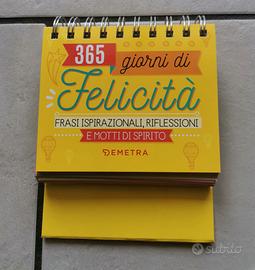 365 giorni di
Felicità
FRASI ISPIRAZIONALI, RIFLESSIONI
E MOTTI DI SPIRITO
DEMETRA
subito